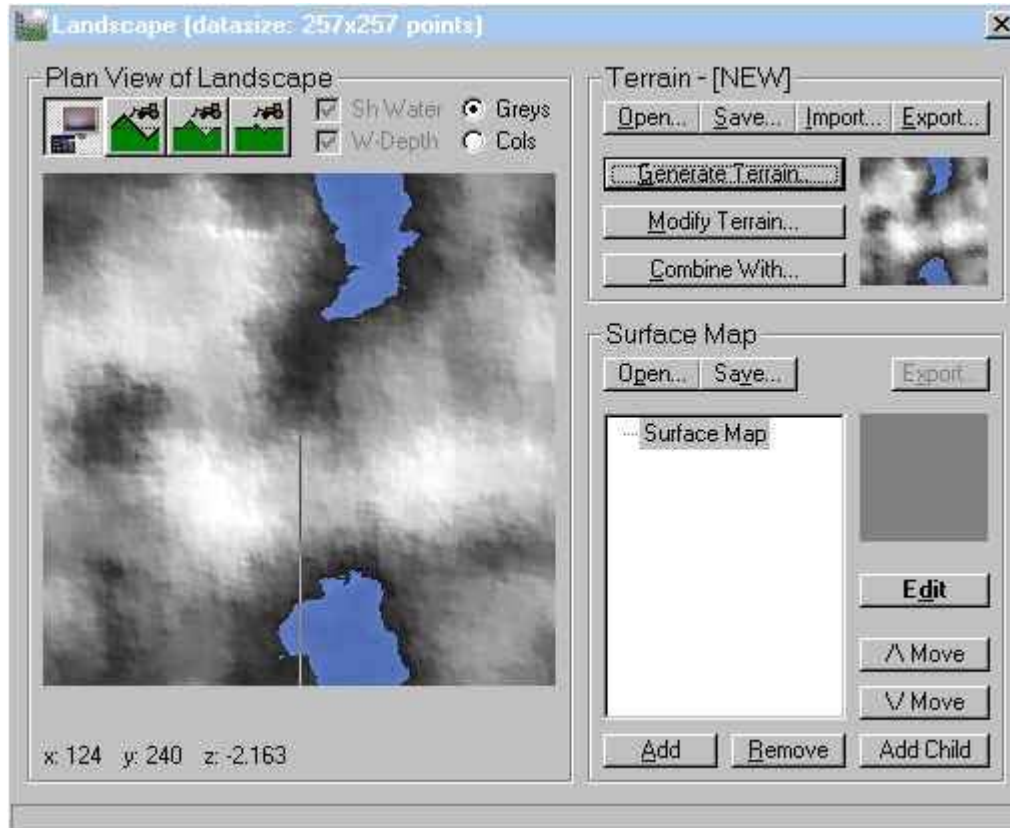 Landscape (datasize: 257x257 points)
Plan View of Landscape
Sh Water
Greys
W-Depth
Cols
x: 124 y: 240 z: -2.163
Terrain - [NEW]
Open... Save... Import... Export...
Generate Terrain...
Modify Terrain...
Combine With...
Surface Map
Open... Save... Export...
Surface Map
Edit
/\ Move
\/ Move
Add Remove Add Child